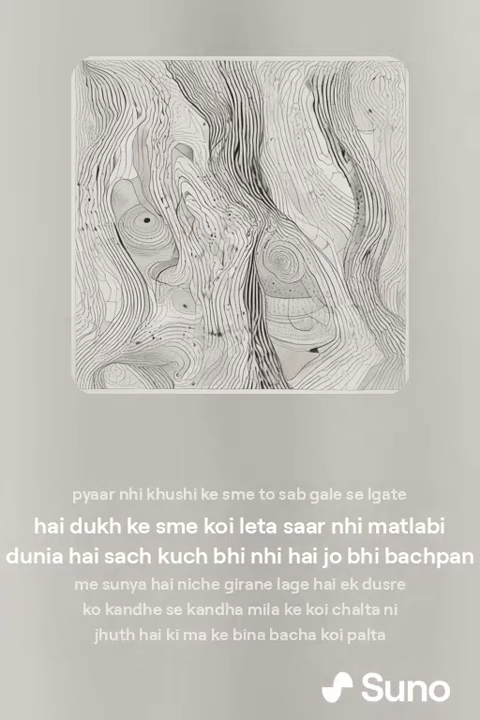 pyaar nhi khushi ke sme to sab gale se lgate
hai dukh ke sme koi leta saar nhi matlabi
dunia hai sach kuch bhi nhi hai jo bhi bachpan
me sunya hai niche girane lage hai ek dusre
ko kandhe se kandha mila ke koi chalta ni
jhuth hai ki ma ke bina bacha koi palta
Suno